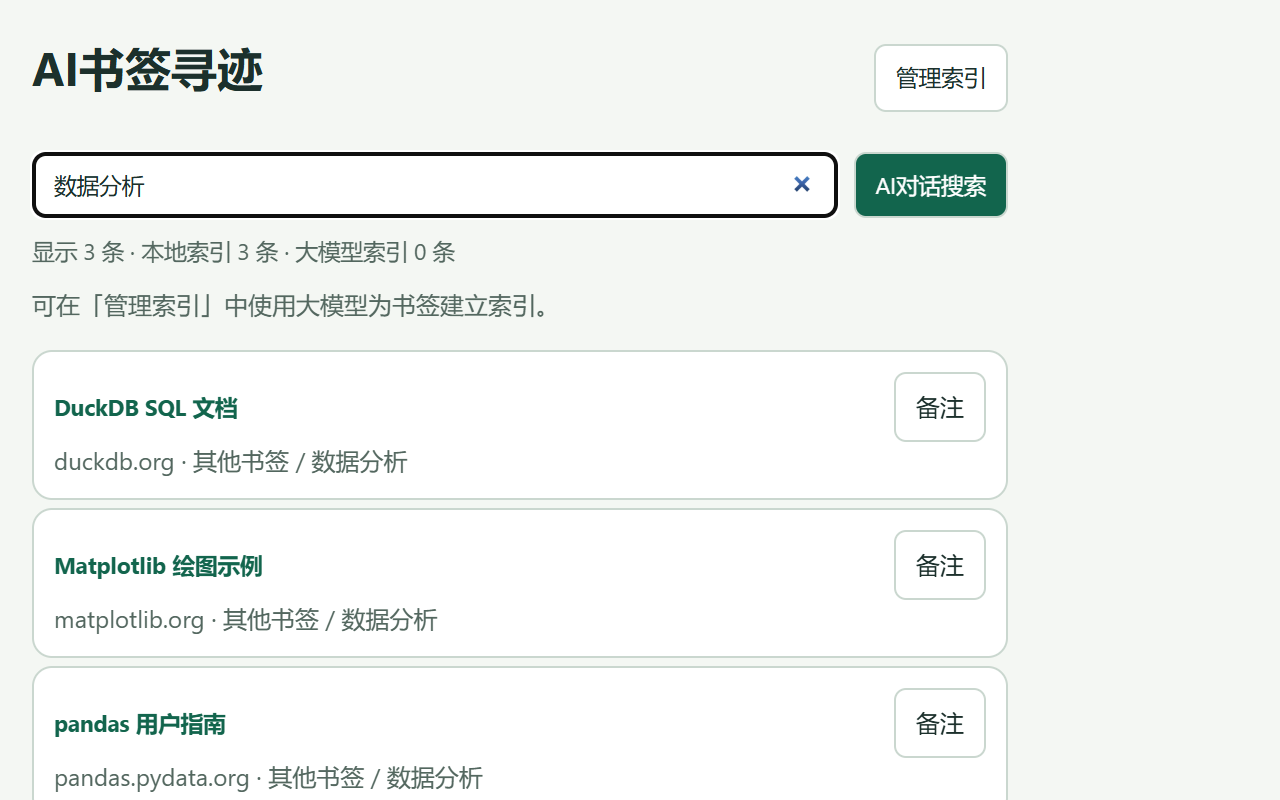 AI书签寻迹
管理索引
数据分析
AI对话搜索
显示 3 条 · 本地索引 3 条 · 大模型索引 0 条
可在「管理索引」中使用大模型为书签建立索引。
DuckDB SQL 文档
备注
duckdb.org · 其他书签 / 数据分析
Matplotlib 绘图示例
备注
matplotlib.org · 其他书签 / 数据分析
pandas 用户指南
备注
pandas.pydata.org · 其他书签 / 数据分析